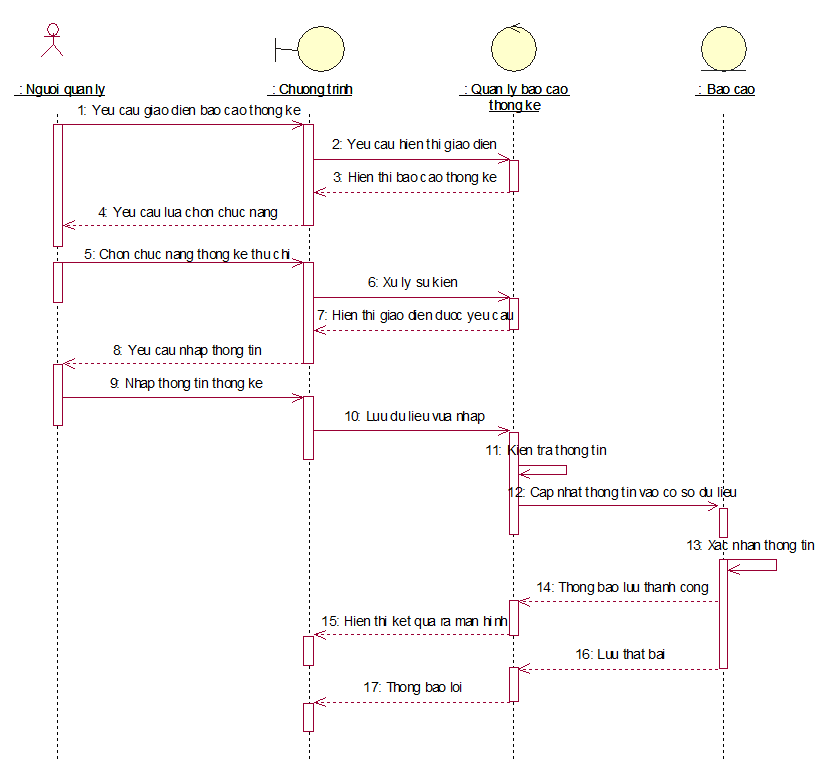 : Nguoi quan ly
: Chuong trinh
: Quan ly bao cao
thong ke
: Bao cao
1: Yeu cau giao dien bao cao thong ke
2: Yeu cau hien thi giao dien
3: Hien thi bao cao thong ke
4: Yeu cau lua chon chuc nang
5: Chon chuc nang thong ke thu chi
6: Xu ly su kien
7: Hien thi giao dien duoc yeu cau
8: Yeu cau nhap thong tin
9: Nhap thong tin thong ke
10: Luu du lieu vua nhap
11: Kien tra thong tin
12: Cap nhat thong tin vao co so du lieu
13: Xac nhan thong tin
14: Thong bao luu thanh cong
15: Hien thi ket qua ra man hinh
16: Luu that bai
17: Thong bao loi